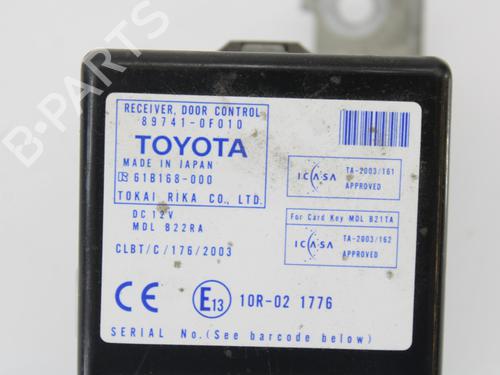 B-PARTS
RECEIVER, DOOR CONTROL
89741-0F010
TOYOTA
MADE IN JAPAN
61B168-000
TOKAI RIKA CO., LTD.
DC 12V
MDL B22RA
CLBT/C/176/2003
ICASA
TA-2003/161
APPROVED
For Card Key MDL B21TA
ICASA
TA-2003/162
APPROVED
CE E13 10R-02 1776
SERIAL No.(See barcode below)